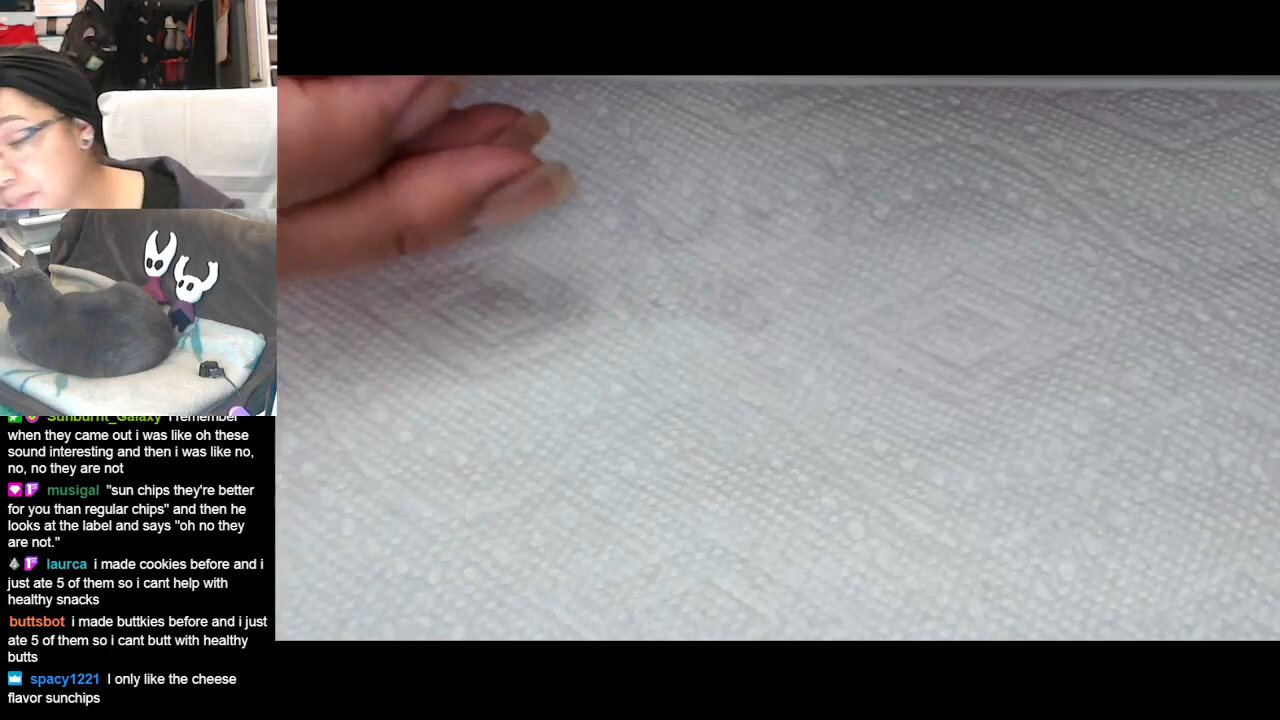 Sunburnt_Galaxy I remember
when they came out i was like oh these
sound interesting and then i was like no,
no, no they are not
musigal "sun chips they're better
for you than regular chips" and then he
looks at the label and says "oh no they
are not."
laurca i made cookies before and i
just ate 5 of them so i cant help with
healthy snacks
buttsbot i made buttkies before and i just
ate 5 of them so i cant butt with healthy
butts
spacy1221 I only like the cheese
flavor sunchips